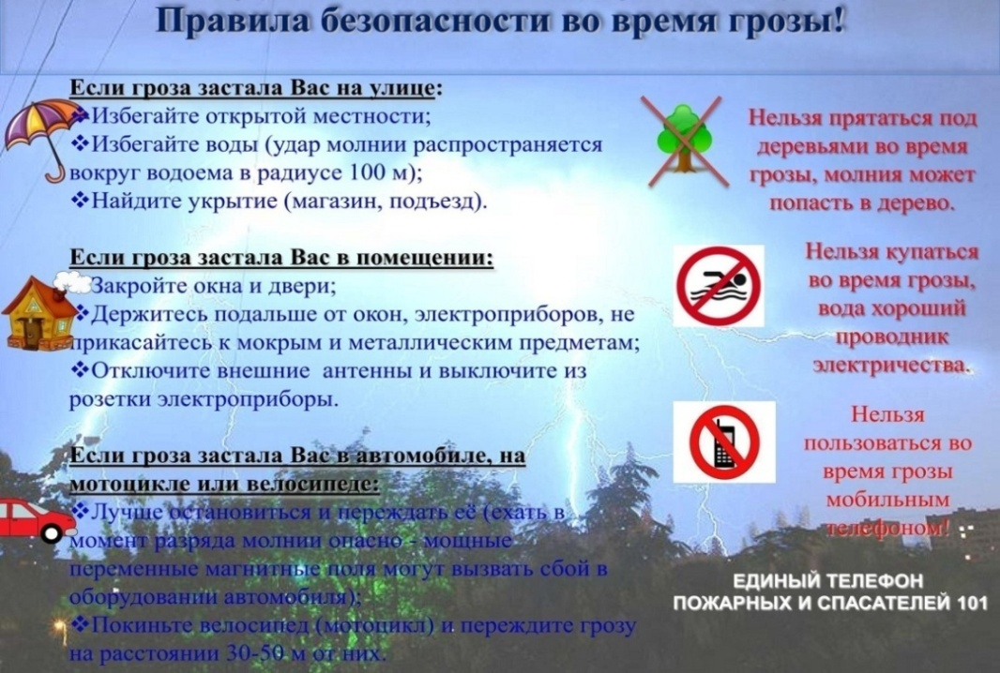 Правила безопасности во время грозы!
Если гроза застала Вас на улице:
❖Избегайте открытой местности;
❖Избегайте воды (удар молнии распространяется
вокруг водоема в радиусе 100 м);
❖Найдите укрытие (магазин, подъезд).
Если гроза застала Вас в помещении:
Закройте окна и двери;
❖Держитесь подальше от окон, электроприборов, не
прикасайтесь к мокрым и металлическим предметам;
❖Отключите внешние антенны и выключите из
розетки электроприборы.
Если гроза застала Вас в автомобиле, на
мотоцикле или велосипеде:
❖Лучше остановиться и переждать её (ехать в
момент разряда молнии опасно - мощные
переменные магнитные поля могут вызвать сбой в
оборудовании автомобиля);
❖Покиньте велосипед (мотоцикл) и переждите грозу
на расстоянии 30-50 м от них.
Нельзя прятаться под
деревьями во время
грозы, молния может
попасть в дерево.
Нельзя купаться
во время грозы,
вода хороший
проводник
электричества.
Нельзя
пользоваться во
время грозы
мобильным
телефоном!
ЕДИНЫЙ ТЕЛЕФОН
ПОЖАРНЫХ И СПАСАТЕЛЕЙ 101